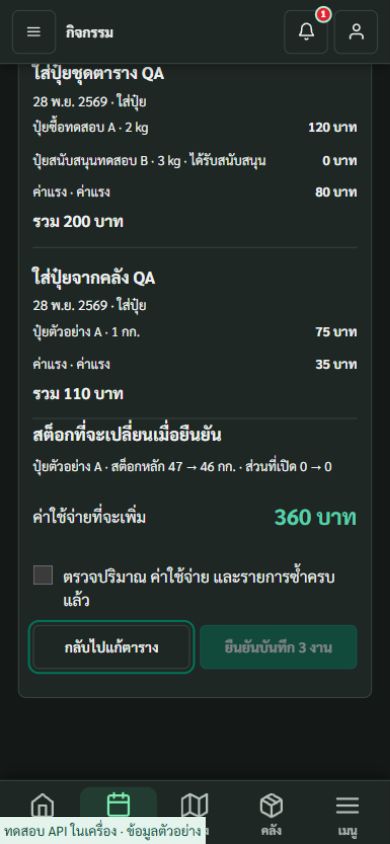 กิจกรรม
1
ใส่ปุ๋ยชุดตาราง QA
28 พ.ย. 2569 · ใส่ปุ๋ย
ปุ๋ยซื้อทดสอบ A · 2 kg 120 บาท
ปุ๋ยสนับสนุนทดสอบ B · 3 kg · ได้รับสนับสนุน 0 บาท
ค่าแรง · ค่าแรง 80 บาท
รวม 200 บาท
ใส่ปุ๋ยจากคลัง QA
28 พ.ย. 2569 · ใส่ปุ๋ย
ปุ๋ยตัวอย่าง A · 1 กก. 75 บาท
ค่าแรง · ค่าแรง 35 บาท
รวม 110 บาท
สต็อกที่จะเปลี่ยนเมื่อยืนยัน
ปุ๋ยตัวอย่าง A · สต็อกหลัก 47 → 46 กก. · ส่วนที่เปิด 0 → 0
ค่าใช้จ่ายที่จะเพิ่ม 360 บาท
ตรวจปริมาณ ค่าใช้จ่าย และรายการซ้ำครบ
แล้ว
กลับไปแก้ตาราง ยืนยันบันทึก 3 งาน
คลัง เมนู
ทดสอบ API ในเครื่อง · ข้อมูลตัวอย่าง